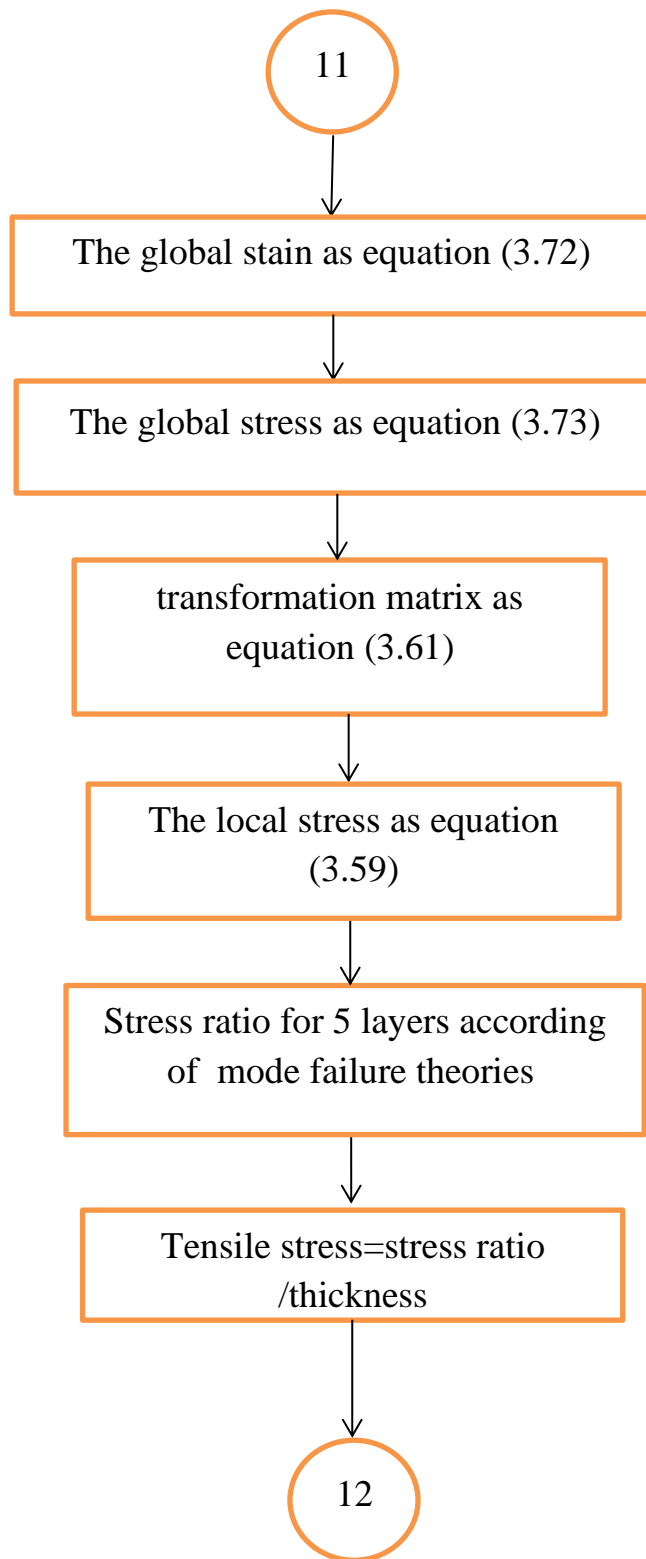 11
The global stain as equation (3.72)
The global stress as equation (3.73)
transformation matrix as
equation (3.61)
The local stress as equation
(3.59)
Stress ratio for 5 layers according
of  mode failure theories
Tensile stress=stress ratio
/thickness
12